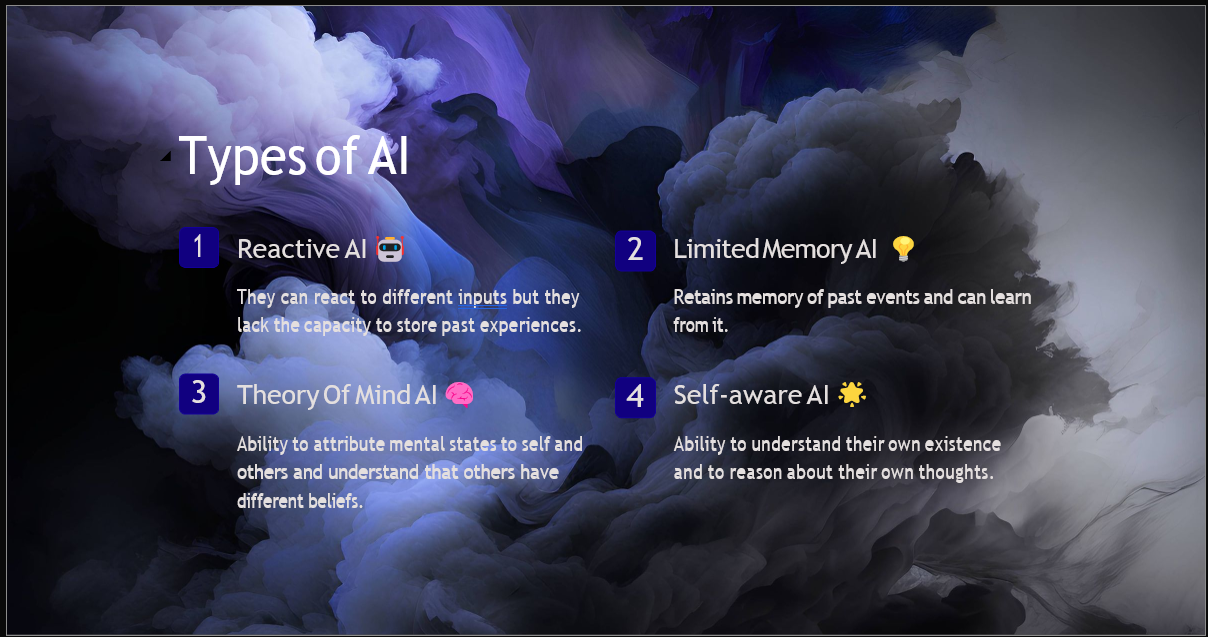 Types of AI
1 Reactive AI 🤖
They can react to different inputs but they
lack the capacity to store past experiences.
2 Limited Memory AI 💡
Retains memory of past events and can learn
from it.
3 Theory Of Mind AI 🧠
Ability to attribute mental states to self and
others and understand that others have
different beliefs.
4 Self-aware AI 🌟
Ability to understand their own existence
and to reason about their own thoughts.